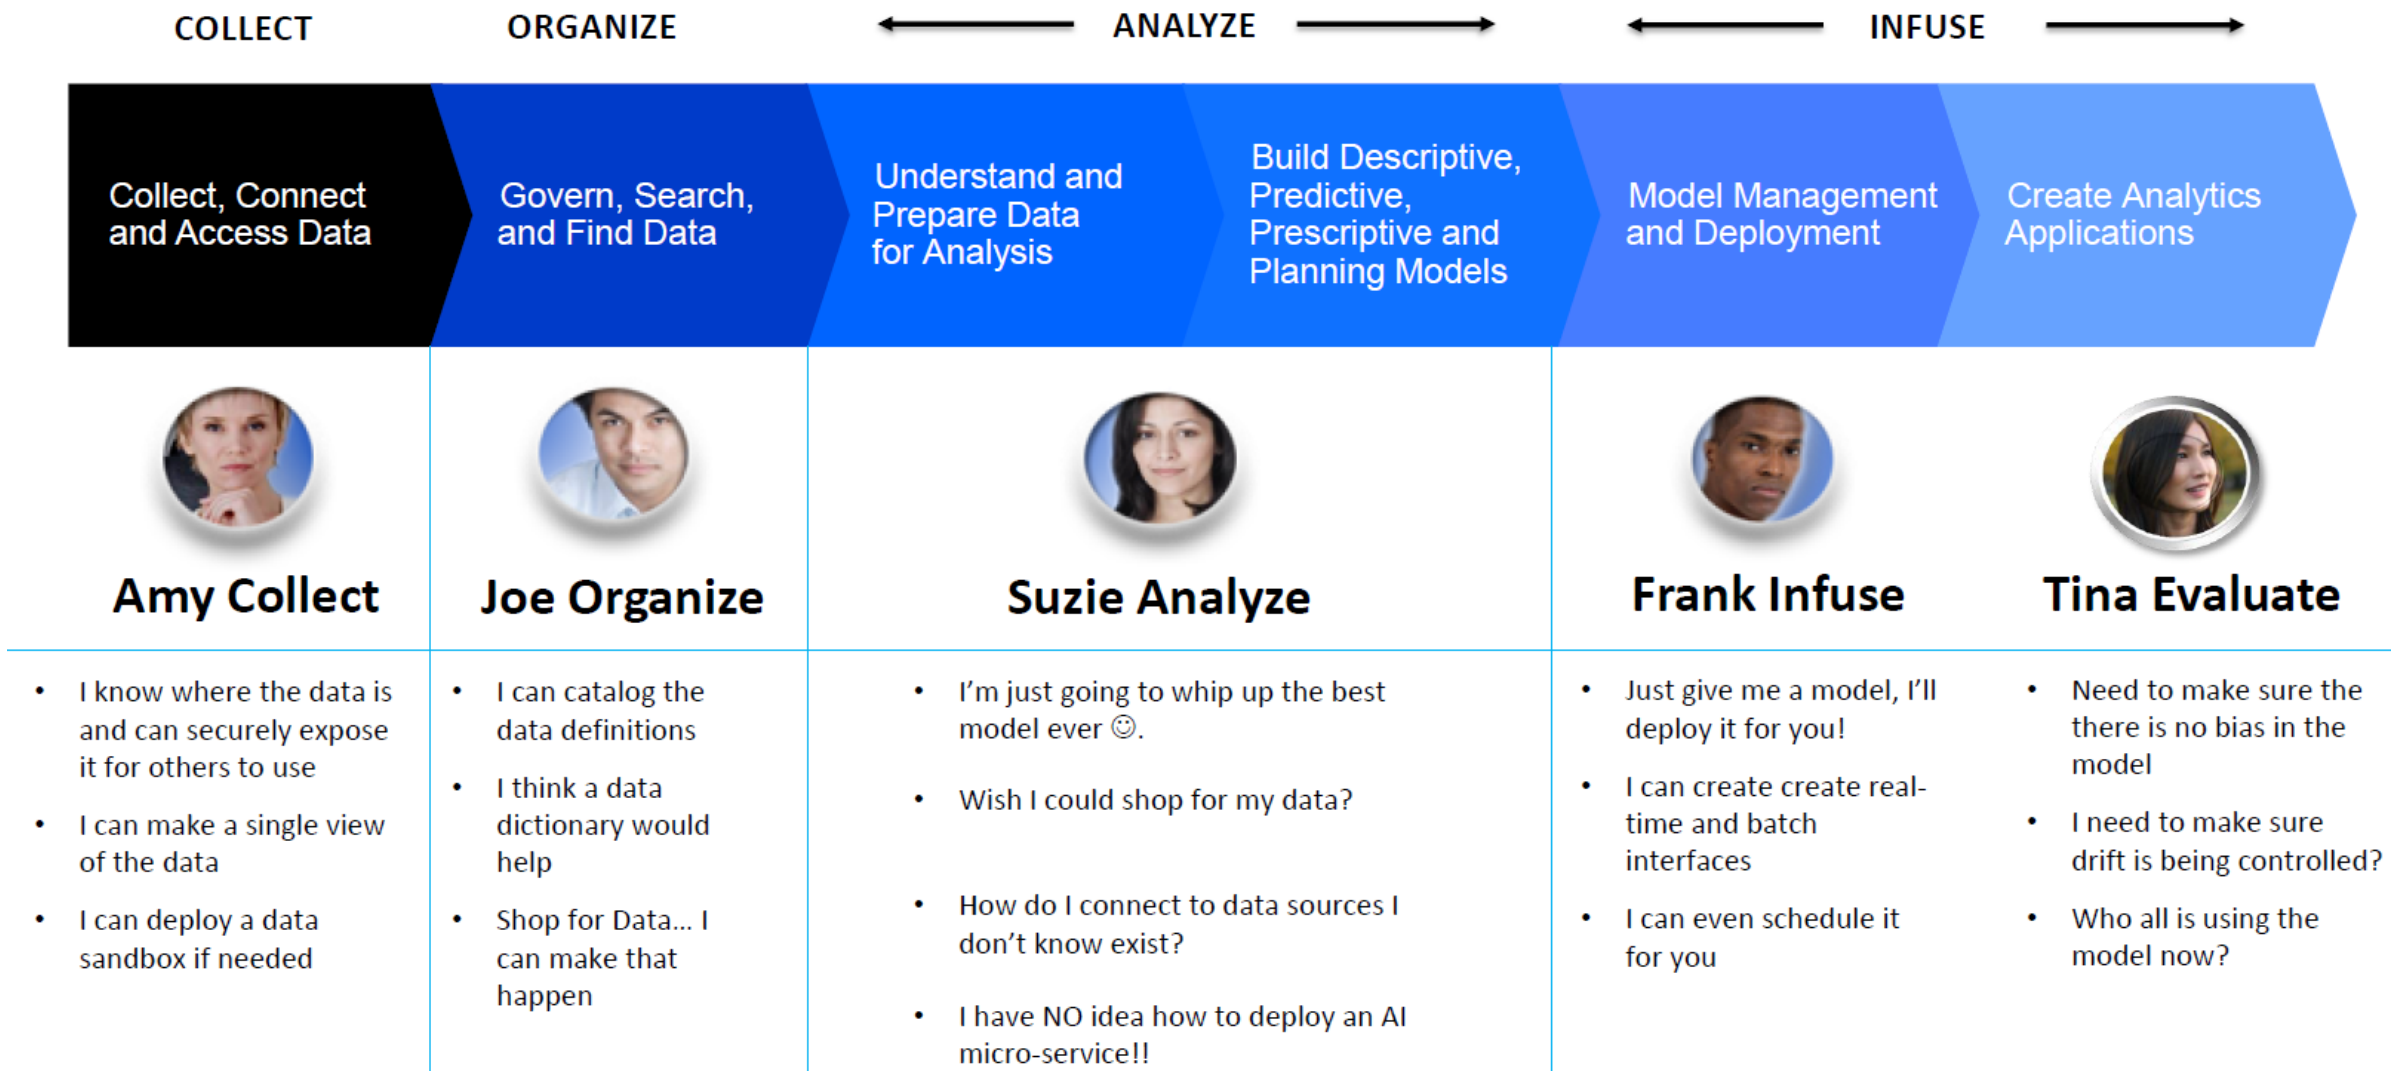 COLLECT
ORGANIZE
ANALYZE
INFUSE
Collect, Connect
and Access Data
Govern, Search,
and Find Data
Understand and
Prepare Data
for Analysis
Build Descriptive,
Predictive,
Prescriptive and
Planning Models
Model Management
and Deployment
Create Analytics
Applications
Amy Collect
Joe Organize
Suzie Analyze
Frank Infuse
Tina Evaluate
• I know where the data is
and can securely expose
it for others to use
• I can make a single view
of the data
• I can deploy a data
sandbox if needed
• I can catalog the
data definitions
• I think a data
dictionary would
help
• Shop for Data... I
can make that
happen
• I’m just going to whip up the best
model ever ☺.
• Wish I could shop for my data?
• How do I connect to data sources I
don’t know exist?
• I have NO idea how to deploy an AI
micro-service!!
• Just give me a model, I’ll
deploy it for you!
• I can create create real-
time and batch
interfaces
• I can even schedule it
for you
• Need to make sure the
there is no bias in the
model
• I need to make sure
drift is being controlled?
• Who all is using the
model now?